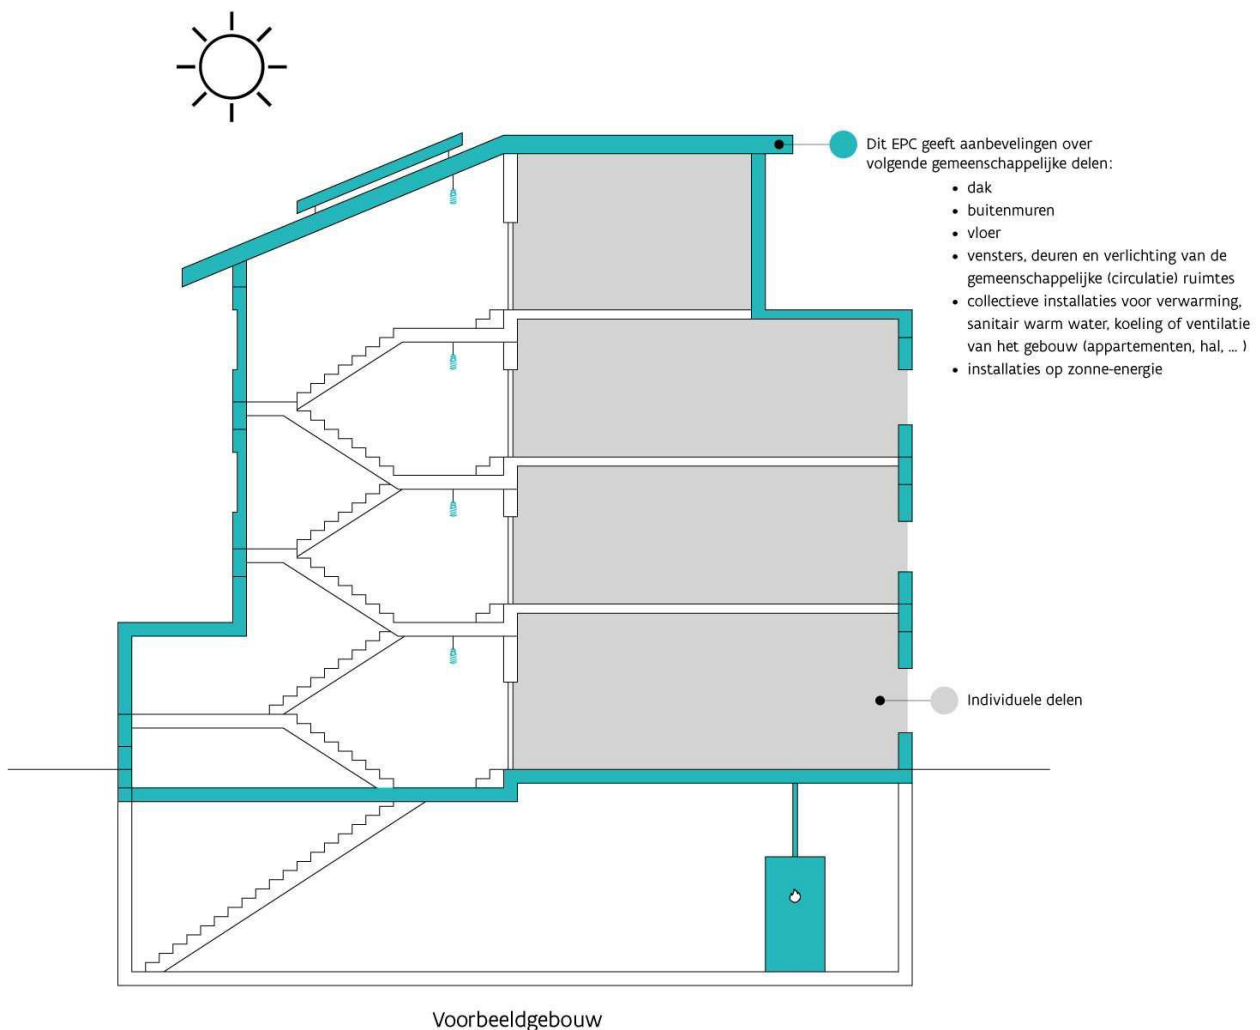 Dit EPC geeft aanbevelingen over
volgende gemeenschappelijke delen:
• dak
• buitenmuren
• vloer
• vensters, deuren en verlichting van de
gemeenschappelijke (circulatie) ruimtes
• collectieve installaties voor verwarming,
sanitair warm water, koeling of ventilatie
van het gebouw (appartementen, hal, ... )
• installaties op zonne-energie
Individuele delen
Voorbeeldgebouw